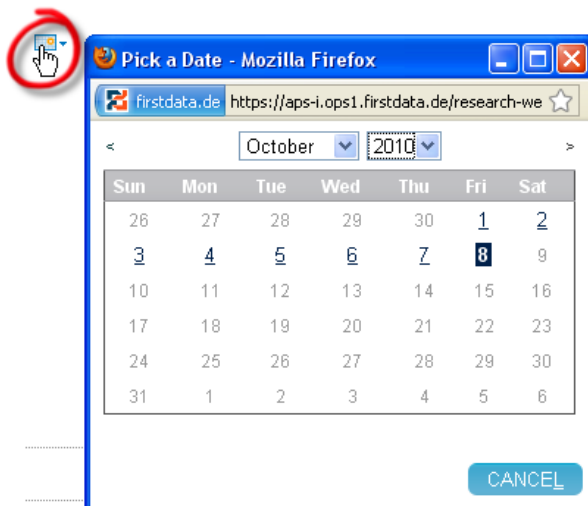 Pick a Date - Mozilla Firefox
firstdata.de https://aps-i.ops1.firstdata.de/research-we
< October 2010 >
Sun Mon Tue Wed Thu Fri Sat
26 27 28 29 30 1 2
3 4 5 6 7 8 9
10 11 12 13 14 15 16
17 18 19 20 21 22 23
24 25 26 27 28 29 30
31 1 2 3 4 5 6
CANCEL